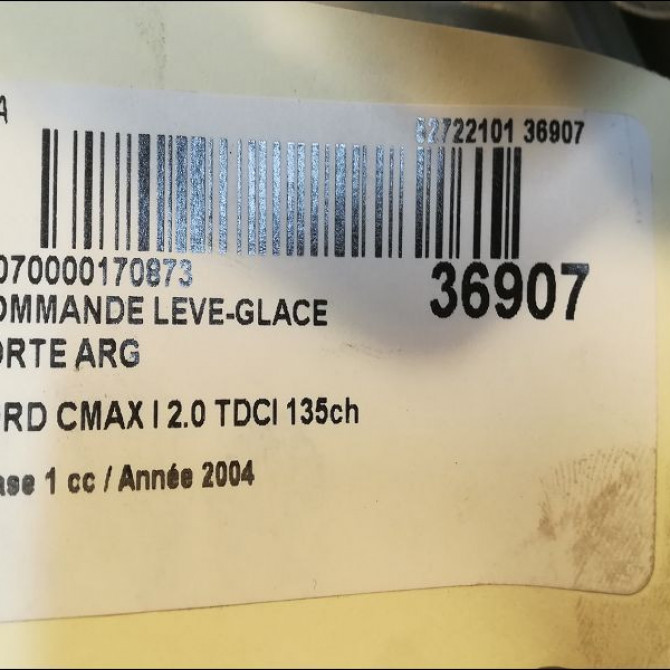 A
2722101 36907
070000170873
36907
OMMANDE LEVE-GLACE
ORTE ARG
RD CMAX I 2.0 TDCI 135ch
ase 1 cc / Année 2004